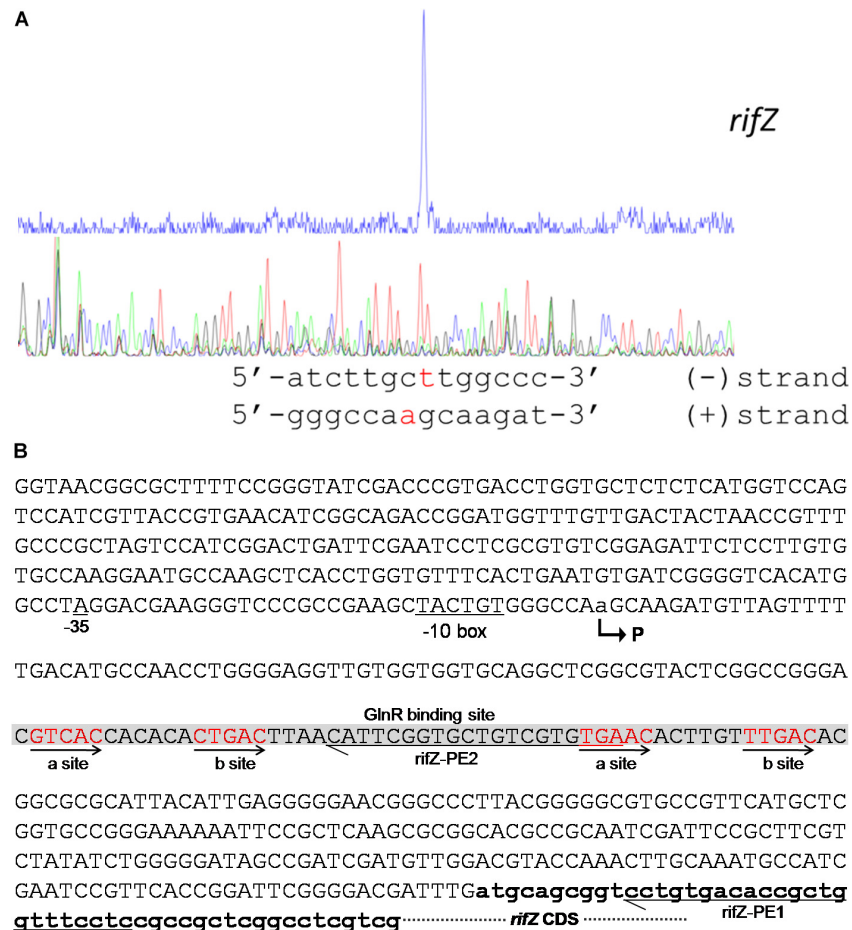 A
rifZ
5'-atcttgcttggccc-3' (-)strand
5'-gggccaagcaagat-3' (+)strand
B
GGTAACGGCGCTTTTCCGGGTATCGACCCGTGACCTGGTGCTCTCTCATGGTCCAG
TCCATCGTTACCGTGAACATCGGCAGACCGGATGGTTTGTTGACTACTAACCGTTT
GCCCGCTAGTCCATCGGACTGATTCGAATCCTCGCGTGTCGGAGATTCTCCTTGTG
TGCCAAGGAATGCCAAGCTCACCTGGTGTTTCACTGAATGTGATCGGGGTCACATG
GCCTAGGACGAAGGGTCCCGCCGAAGCTACTGTGGGCCAaGCAAGATGTTAGTTTT
-35 -10 box P
TGACATGCCAACCTGGGGAGGTTGTGGTGGTGCAGGCTCGGCGTACTCGGCCGGGA
GlnR binding site
CGTCACCACACACTGACTTAACATTCGGTGCTGTCGTGTGAACACTTGTTTGACAC
a site b site rifZ-PE2 a site b site
GGCGCGCATTACATTGAGGGGGAACGGGCCCTTACGGGGGCGTGCCGTTCATGCTC
GGTGCCGGGAAAAAATTCCGCTCAAGCGCGGCACGCCGCAATCGATTCCGCTTCGT
CTATATCTGGGGGATAGCCGATCGATGTTGGACGTACCAAACTTGCAAATGCCATC
GAATCCGTTCACCGGATTCGGGGACGATTTGatgcagcggtcctgtgacaccgctg
gtttcctcccgccgctcggcctcgtcg rifZ CDS rifZ-PE1